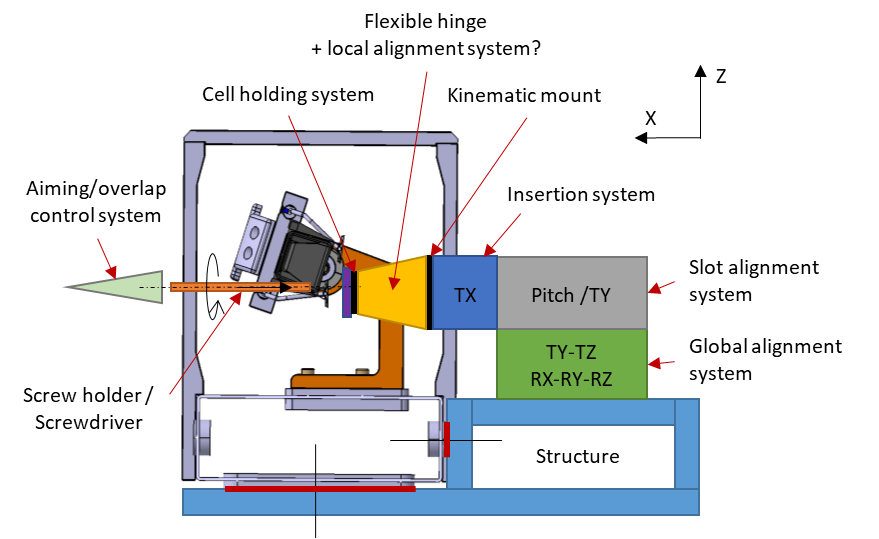 Flexible hinge
+ local alignment system?
Cell holding system
Kinematic mount
Z
X
Aiming/overlap
control system
Insertion system
TX
Pitch /TY
Slot alignment
system
TY-TZ
RX-RY-RZ
Global alignment
system
Screw holder /
Screwdriver
Structure